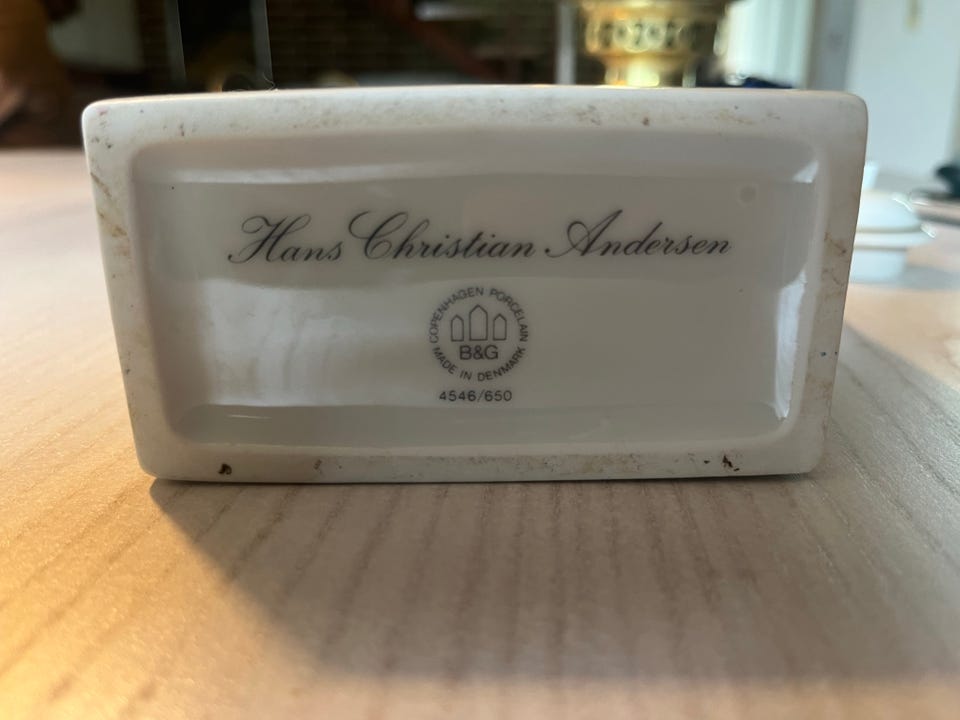 Hans Christian Andersen
COPENHAGEN PORCELAIN
B&G
MADE IN DENMARK
4546/650